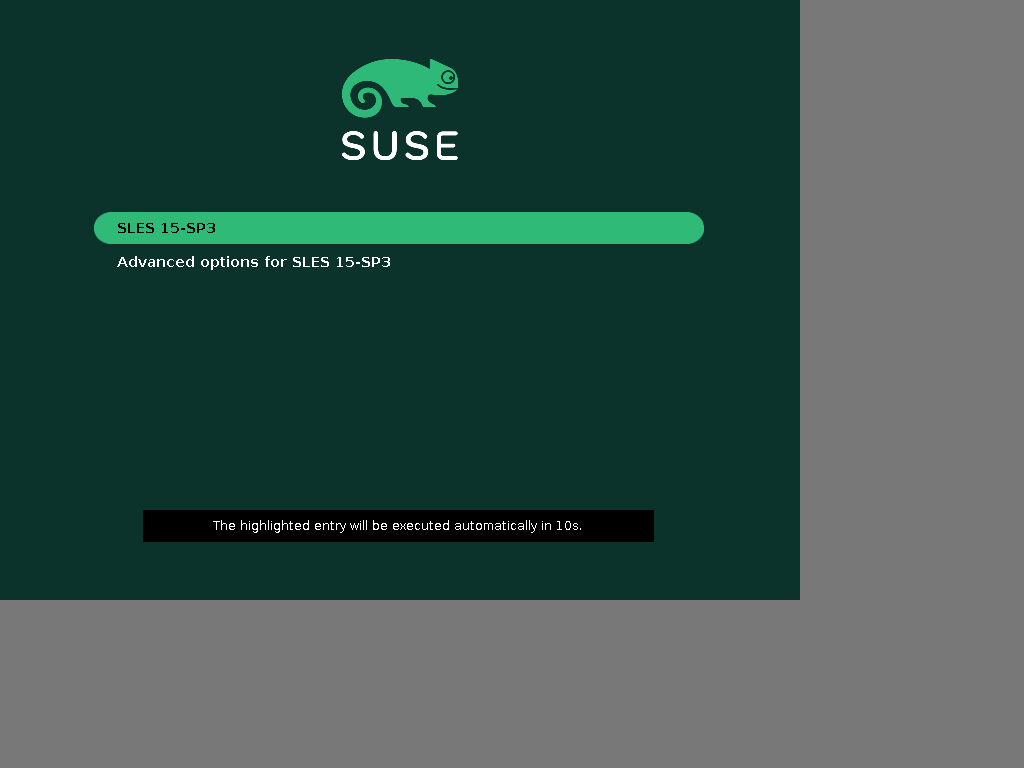 SUSE
SLES 15-SP3
Advanced options for SLES 15-SP3
The highlighted entry will be executed automatically in 10s.